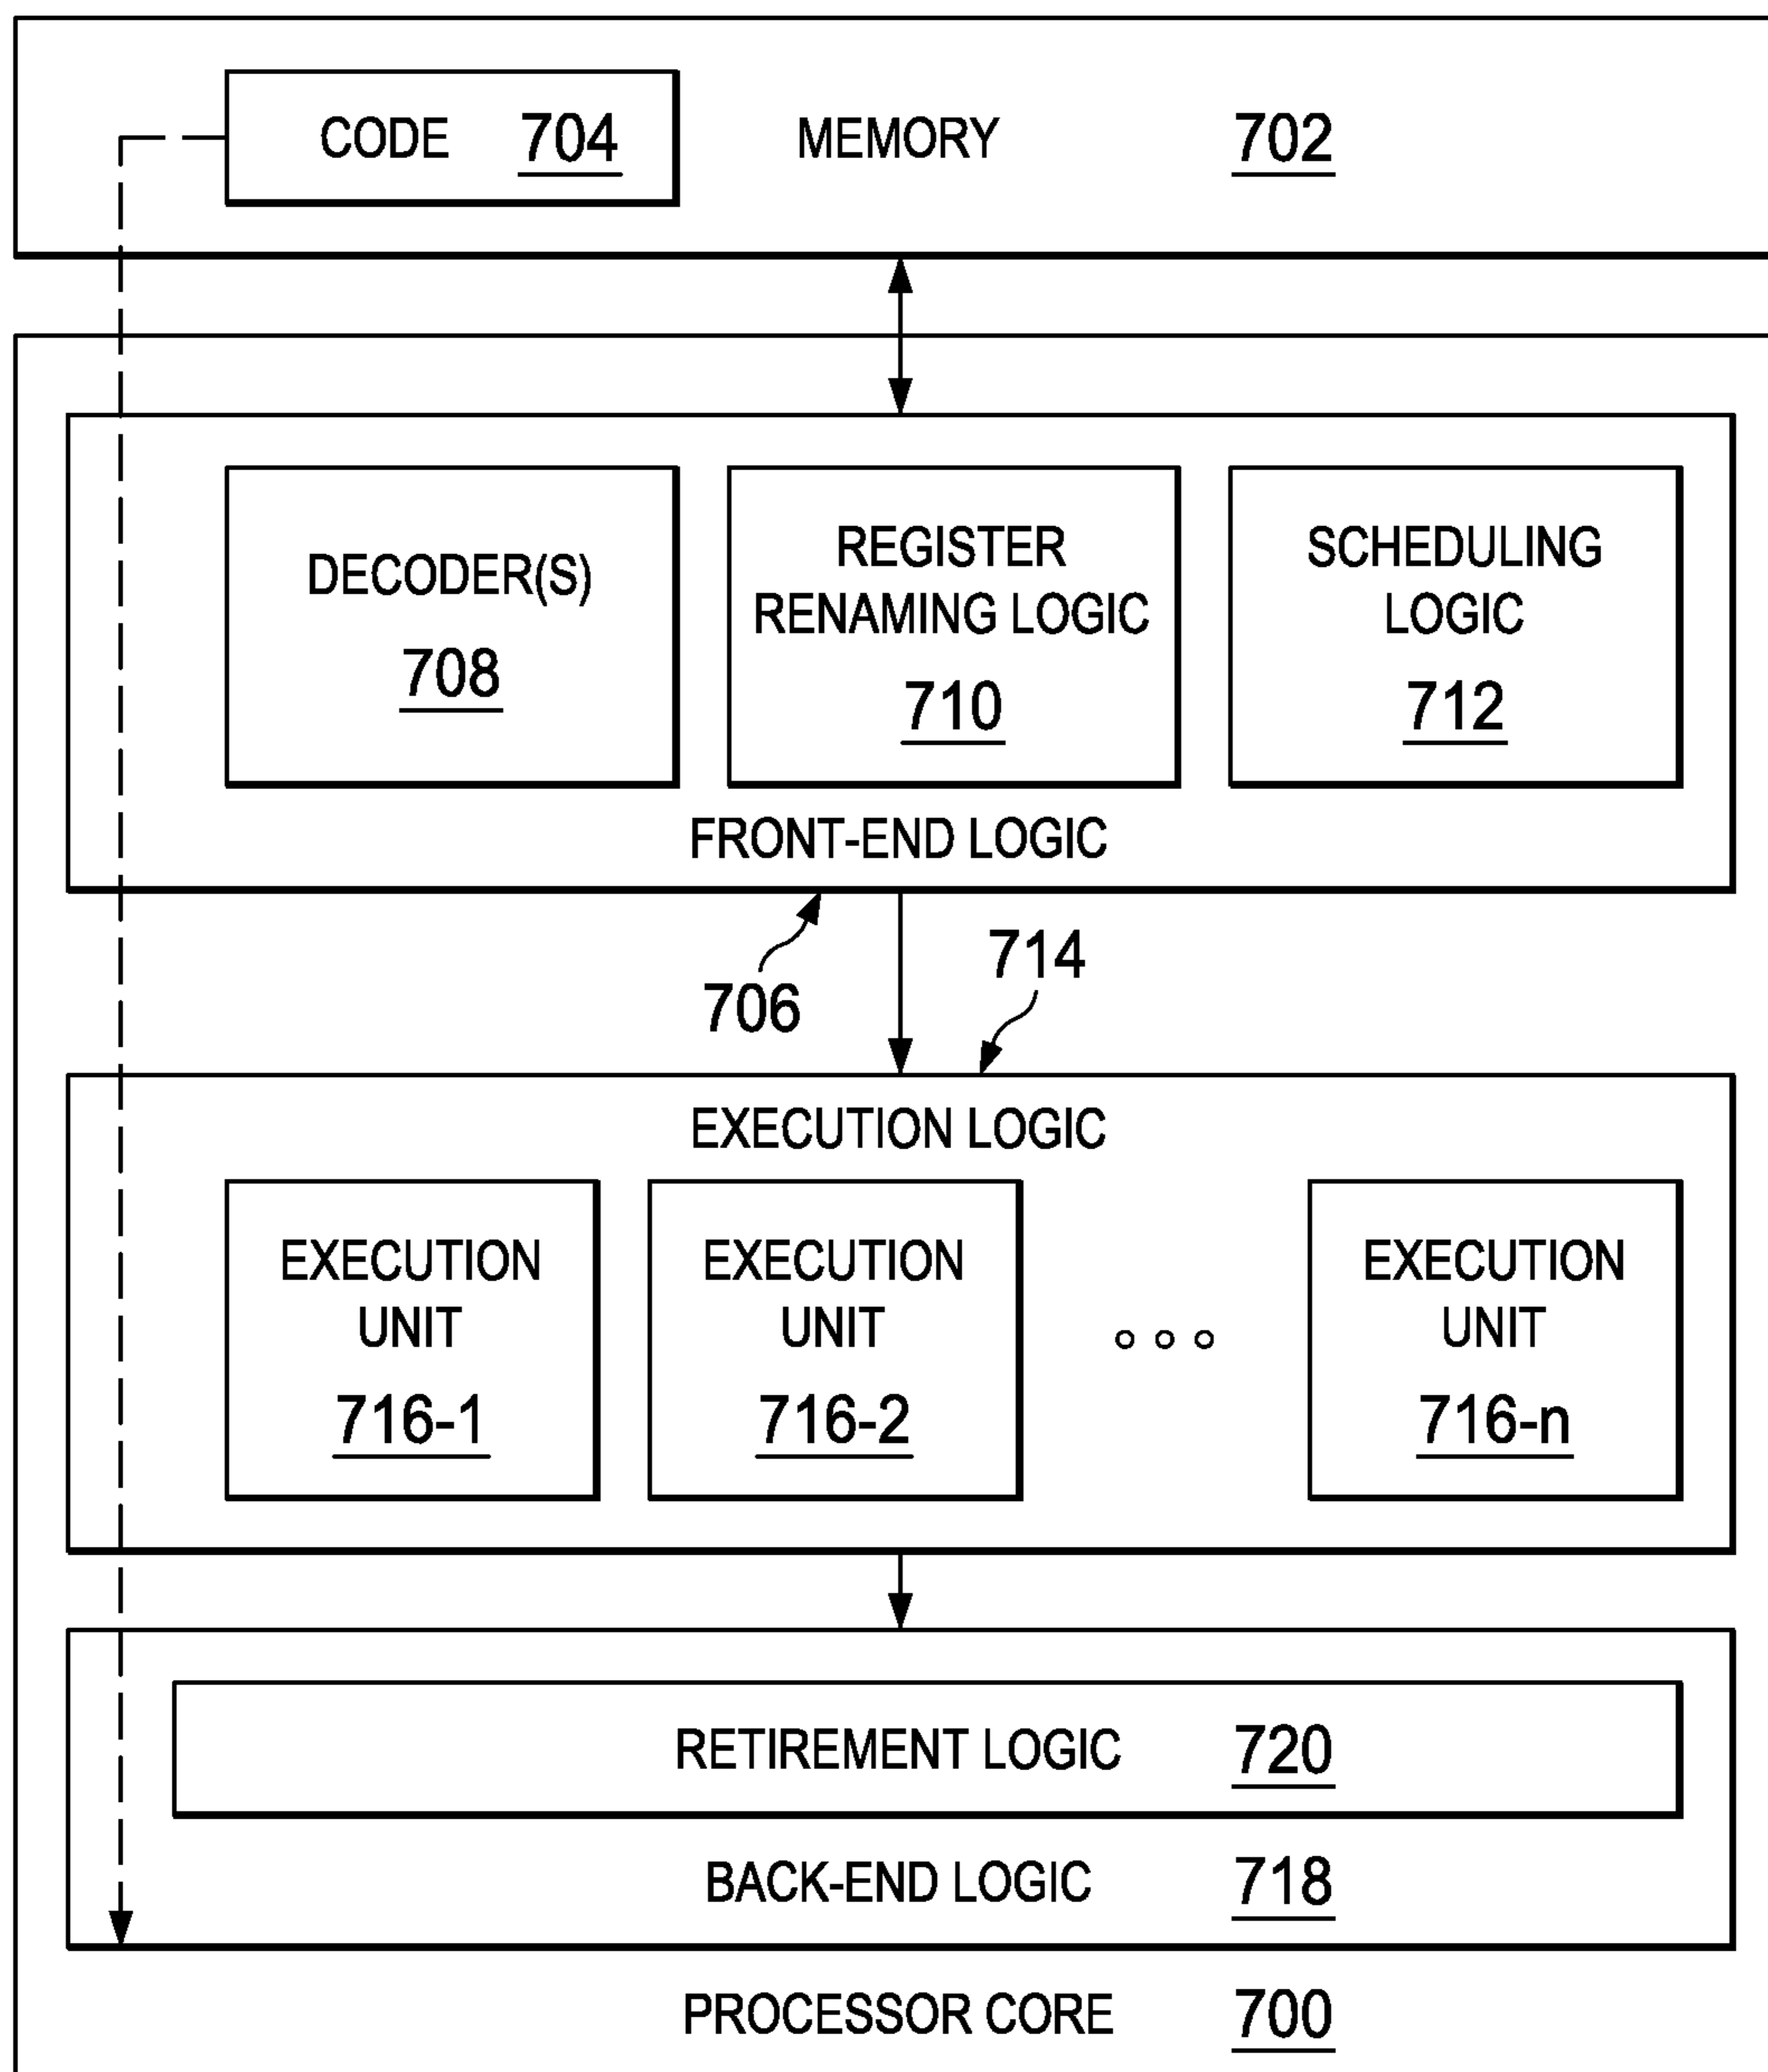 CODE 704 MEMORY 702
DECODER(S)
708
REGISTER
RENAMING LOGIC
710
SCHEDULING
LOGIC
712
FRONT-END LOGIC
706
714
EXECUTION LOGIC
EXECUTION
UNIT
716-1
EXECUTION
UNIT
716-2
EXECUTION
UNIT
716-n
RETIREMENT LOGIC 720
BACK-END LOGIC 718
PROCESSOR CORE 700